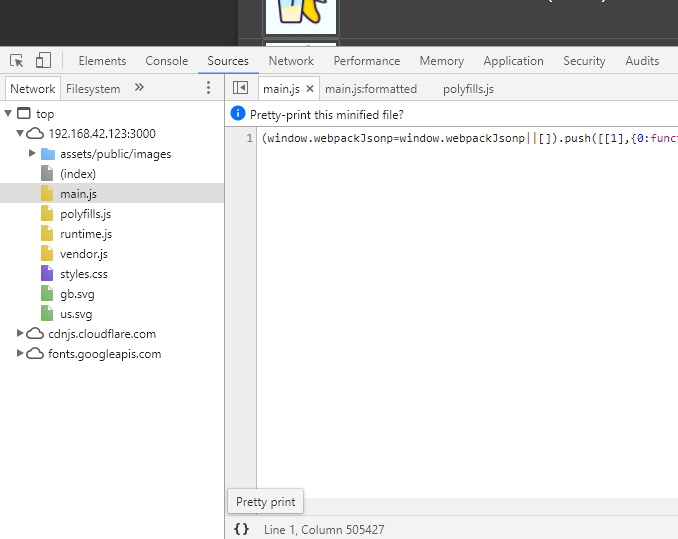 Elements Console Sources Network Performance Memory Application Security Audits
Network Filesystem »
main.js × main.js:formatted polyfills.js
top
Pretty-print this minified file?
192.168.42.123:3000
1 (window.webpackJsonp=window.webpackJsonp||[]).push([[1],{0:func
assets/public/images
(index)
main.js
polyfills.js
runtime.js
vendor.js
styles.css
gb.svg
us.svg
cdnjs.cloudflare.com
fonts.googleapis.com
Pretty print
{} Line 1, Column 505427